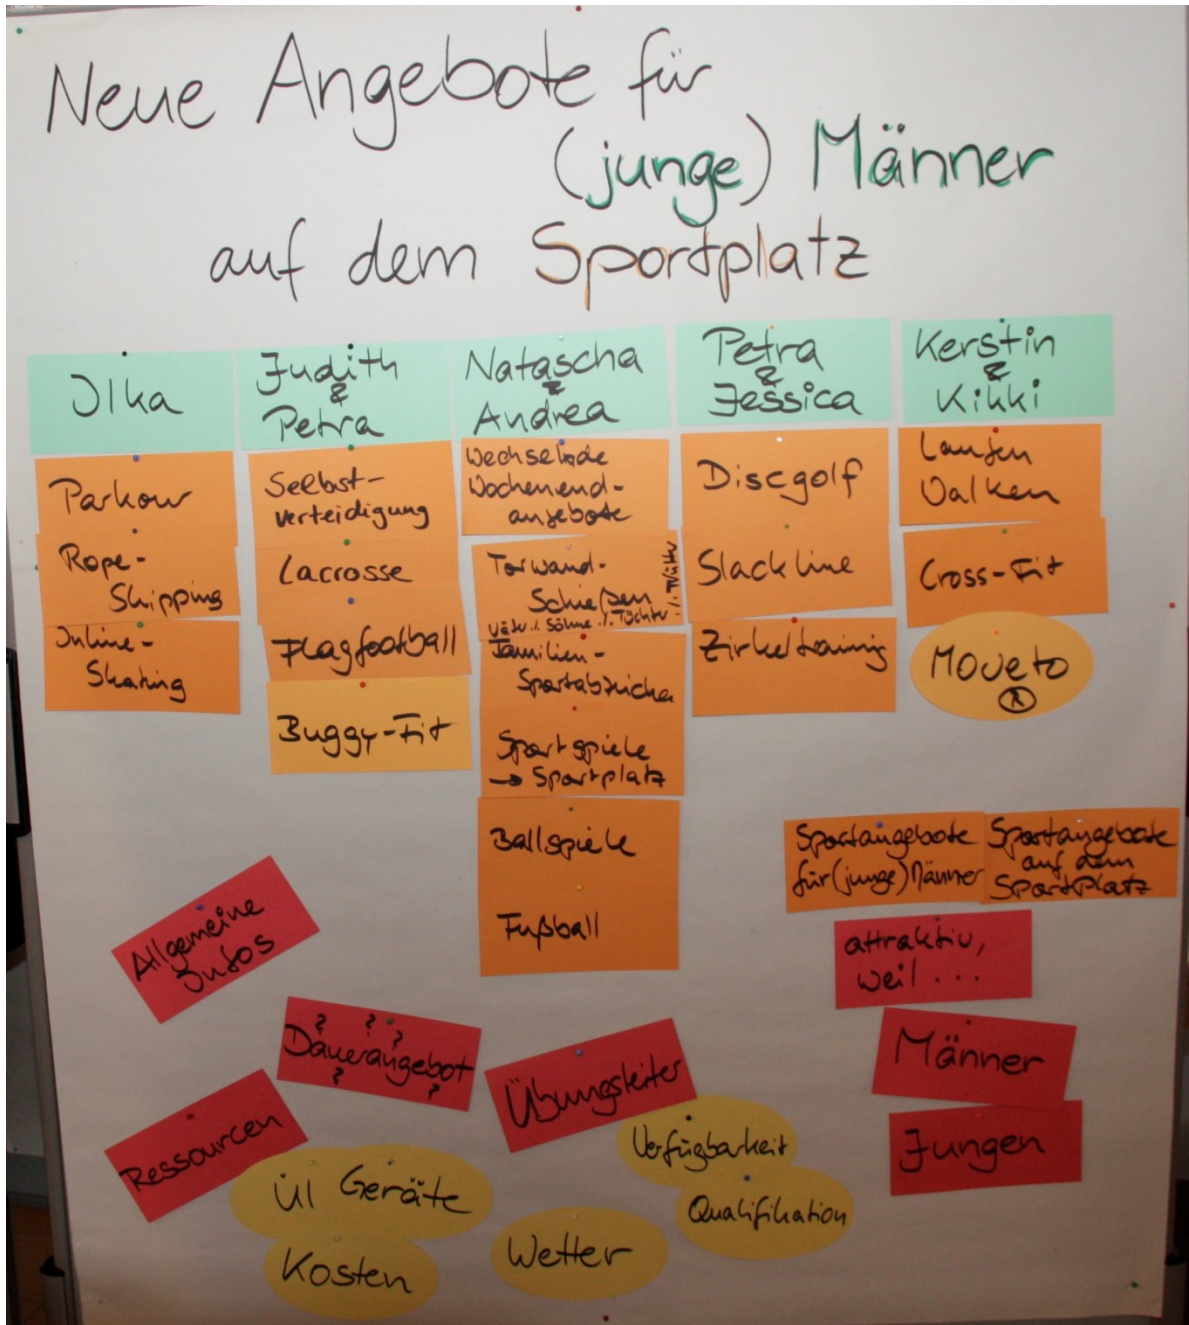 Neue Angebote für
(junge) Männer
auf dem Sportplatz
Ilka
Parkour
Rope-
Skipping
Inline-
Skating
Judith
&
Petra
Selbst-
verteidigung
Lacrosse
Flagfootball
Buggy-Fit
Natascha
&
Andrea
Wechselnde
Wochenend-
angebote
Torwand-
Schießen
Väter ./. Söhne ./. Töchter
./. Mütter
Familien-
Sportabzeichen
Sportspiele
→ Sportplatz
Ballspiele
Fußball
Petra
&
Jessica
Discgolf
Slackline
Zirkeltraining
Kerstin
&
Kikki
Laufen
Walken
Cross-Fit
Moveto
®
Sportangebote
für (junge) Männer
Sportangebote
auf dem
Sportplatz
attraktiv,
weil...
Männer
Jungen
Allgemeine
Infos
? ? ?
Dauerangebot
? ?
Übungsleiter
Ressourcen
Verfügbarkeit
Qualifikation
ÜL Geräte
Kosten
Wetter